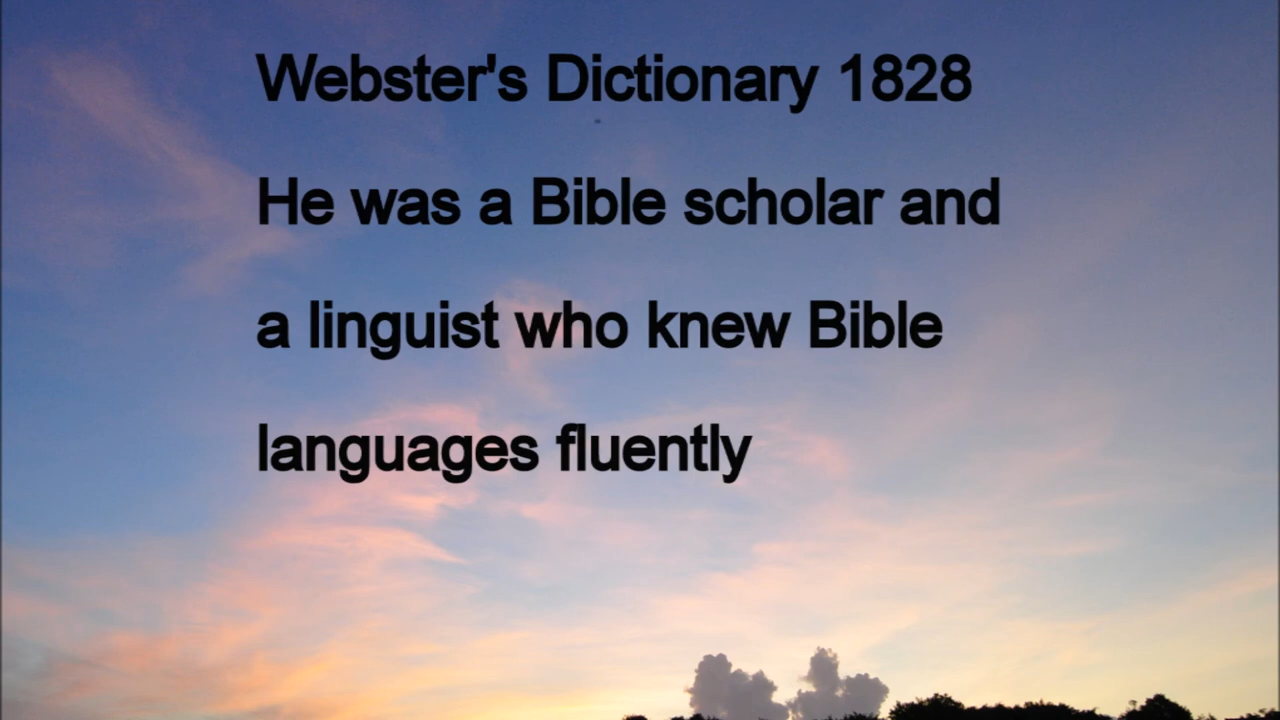 Webster's Dictionary 1828
He was a Bible scholar and
a linguist who knew Bible
languages fluently